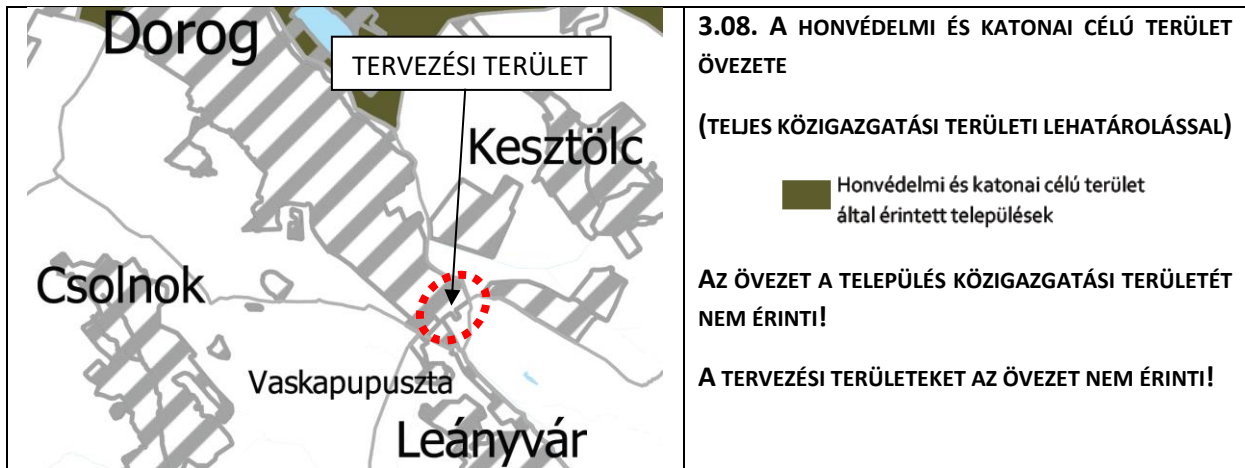 Dorog
TERVEZÉSI TERÜLET
Kesztölc
Csolnok
Vaskapupuszta
Leányvár
3.08. A HONVÉDELMI ÉS KATONAI CÉLÚ TERÜLET
ÖVEZETE
(TELJES KÖZIGAZGATÁSI TERÜLETI LEHATÁROLÁSSAL)
Honvédelmi és katonai célú terület
által érintett települések
AZ ÖVEZET A TELEPÜLÉS KÖZIGAZGATÁSI TERÜLETÉT
NEM ÉRINTI!
A TERVEZÉSI TERÜLETEKET AZ ÖVEZET NEM ÉRINTI!